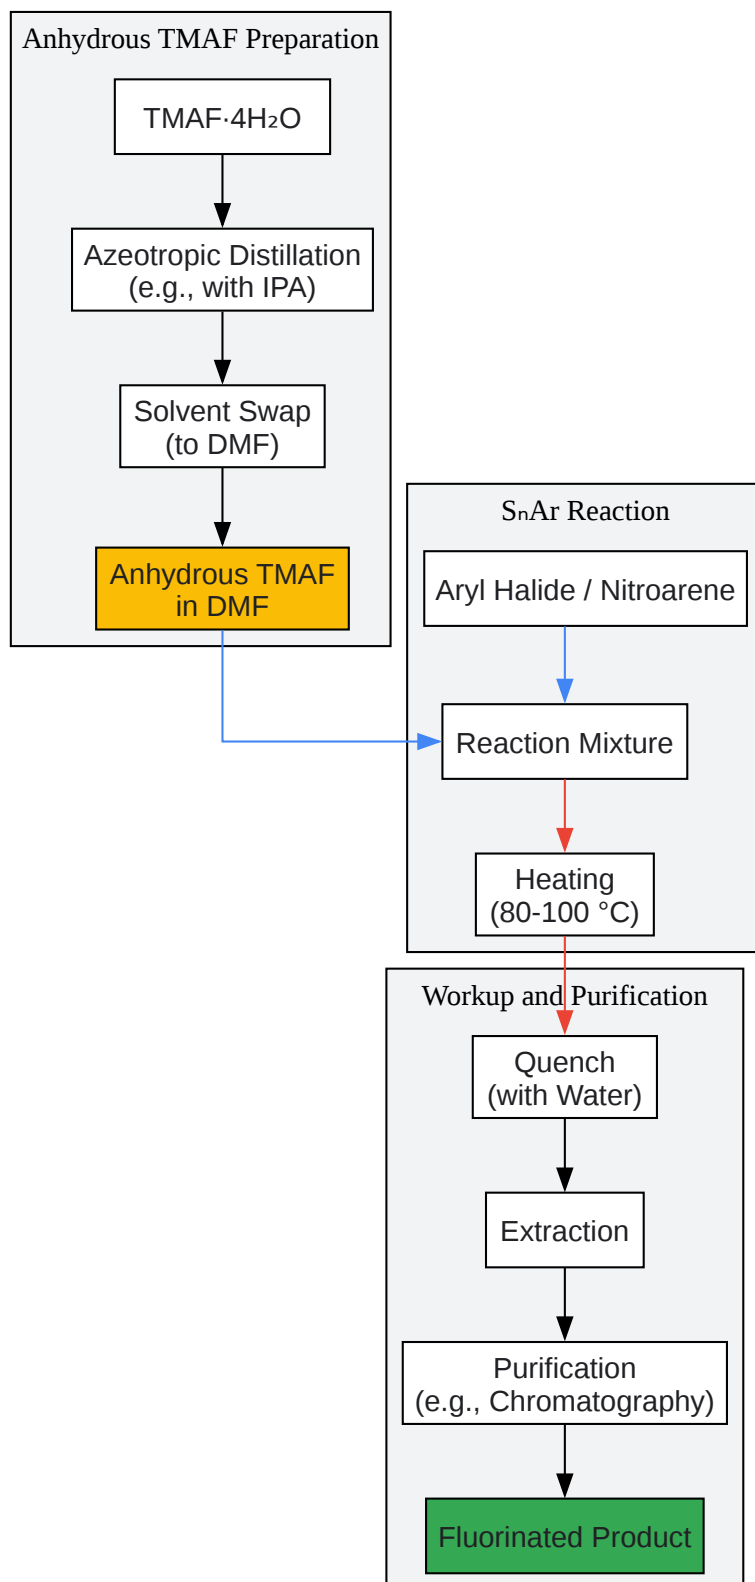 Anhydrous TMAF Preparation
TMAF·4H₂O
Azeotropic Distillation
(e.g., with IPA)
Solvent Swap
(to DMF)
Anhydrous TMAF
in DMF
SₙAr Reaction
Aryl Halide / Nitroarene
Reaction Mixture
Heating
(80-100 °C)
Workup and Purification
Quench
(with Water)
Extraction
Purification
(e.g., Chromatography)
Fluorinated Product